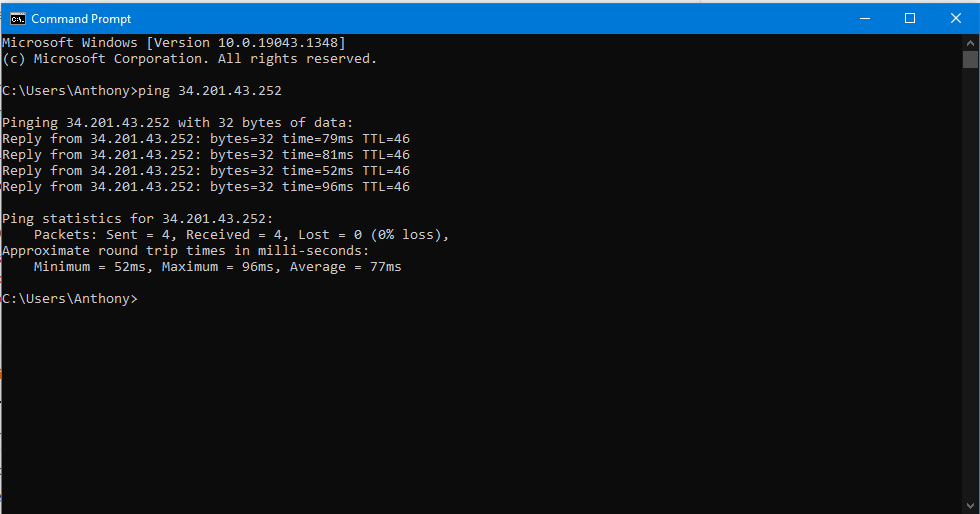 Command Prompt
Microsoft Windows [Version 10.0.19043.1348]
(c) Microsoft Corporation. All rights reserved.
C:\Users\Anthony>ping 34.201.43.252
Pinging 34.201.43.252 with 32 bytes of data:
Reply from 34.201.43.252: bytes=32 time=79ms TTL=46
Reply from 34.201.43.252: bytes=32 time=81ms TTL=46
Reply from 34.201.43.252: bytes=32 time=52ms TTL=46
Reply from 34.201.43.252: bytes=32 time=96ms TTL=46
Ping statistics for 34.201.43.252:
    Packets: Sent = 4, Received = 4, Lost = 0 (0% loss),
Approximate round trip times in milli-seconds:
    Minimum = 52ms, Maximum = 96ms, Average = 77ms
C:\Users\Anthony>